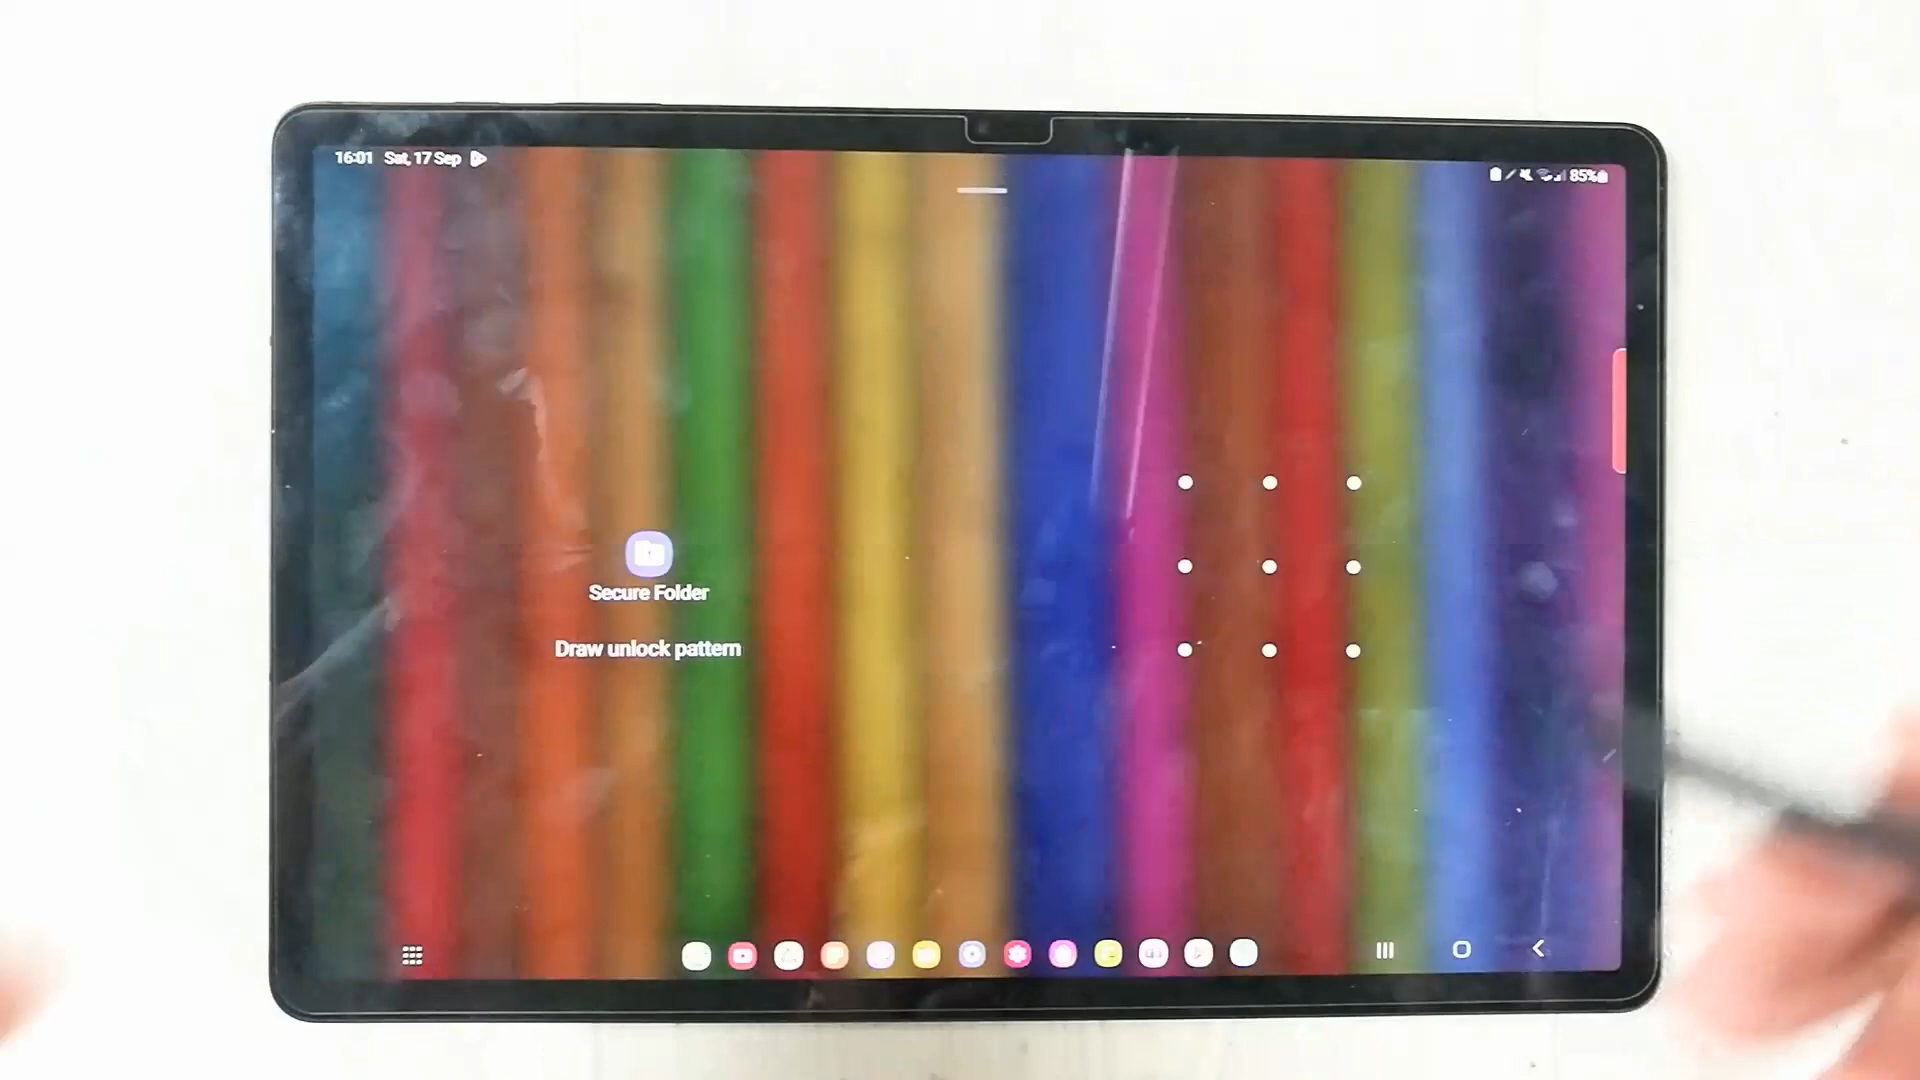 16:01 Sat, 17 Sep
85%
Secure Folder
Draw unlock pattern